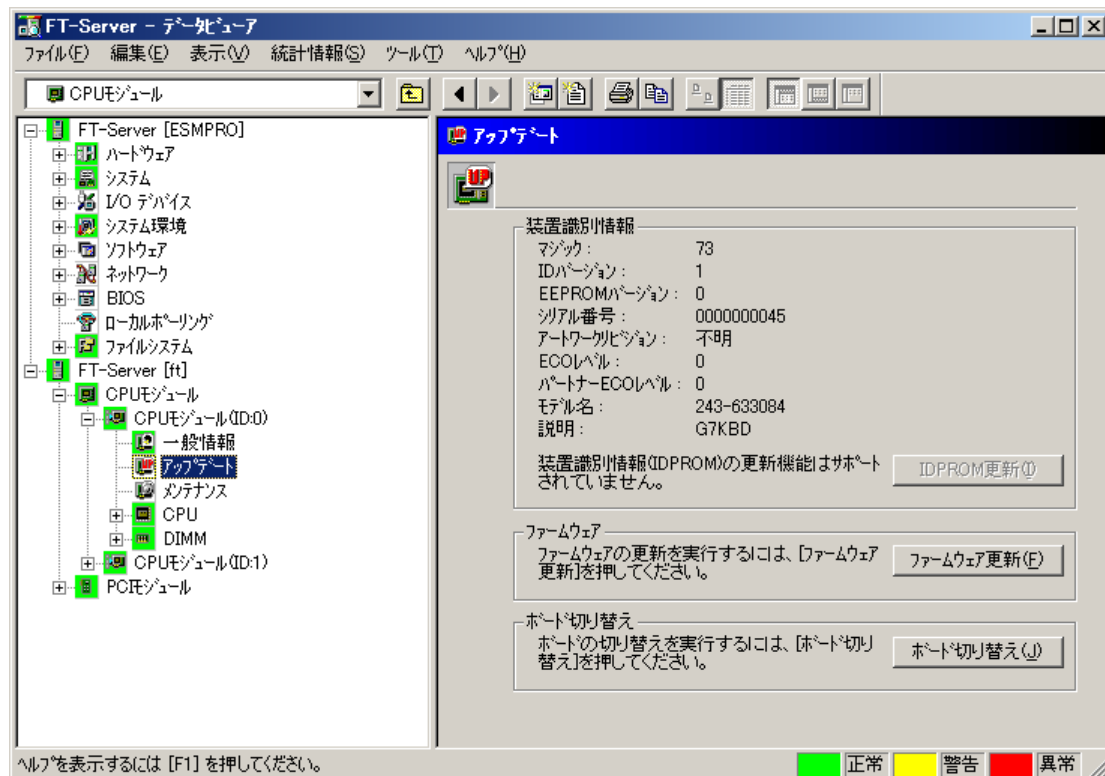 FT-Server - ﾃﾞｰﾀﾋﾞｭｰｱ
ﾌｧｲﾙ(F) 編集(E) 表示(V) 統計情報(S) ﾂｰﾙ(T) ﾍﾙﾌﾟ(H)
CPUﾓｼﾞｭｰﾙ
FT-Server [ESMPRO]
ﾊｰﾄﾞｳｪｱ
ｼｽﾃﾑ
I/O ﾃﾞﾊﾞｲｽ
ｼｽﾃﾑ環境
ｿﾌﾄｳｪｱ
ﾈｯﾄﾜｰｸ
BIOS
ﾛｰｶﾙﾎﾟｰﾘﾝｸﾞ
ﾌｧｲﾙｼｽﾃﾑ
FT-Server [ft]
CPUﾓｼﾞｭｰﾙ
CPUﾓｼﾞｭｰﾙ(ID:0)
一般情報
ｱｯﾌﾟﾃﾞｰﾄ
ﾒﾝﾃﾅﾝｽ
CPU
DIMM
CPUﾓｼﾞｭｰﾙ(ID:1)
PCIﾓｼﾞｭｰﾙ
ｱｯﾌﾟﾃﾞｰﾄ
UP
装置識別情報
ﾏｼﾞｯｸ : 73
IDﾊﾞｰｼﾞｮﾝ : 1
EEPROMﾊﾞｰｼﾞｮﾝ : 0
ｼﾘｱﾙ番号 : 0000000045
ｱｰﾄﾜｰｸﾘﾋﾞｼﾞｮﾝ : 不明
ECOﾚﾍﾞﾙ : 0
ﾊﾟｰﾄﾅｰECOﾚﾍﾞﾙ : 0
ﾓﾃﾞﾙ名 : 243-633084
説明 : G7KBD
装置識別情報(IDPROM)の更新機能はｻﾎﾟｰﾄ
されていません。
IDPROM更新(I)
ﾌｧｰﾑｳｪｱ
ﾌｧｰﾑｳｪｱの更新を実行するには、[ﾌｧｰﾑｳｪｱ
更新]を押してください。
ﾌｧｰﾑｳｪｱ更新(F)
ﾎﾞｰﾄﾞ切り替え
ﾎﾞｰﾄﾞの切り替えを実行するには、[ﾎﾞｰﾄﾞ切り
替え]を押してください。
ﾎﾞｰﾄﾞ切り替え(J)
ﾍﾙﾌﾟを表示するには [F1] を押してください。
正常 警告 異常